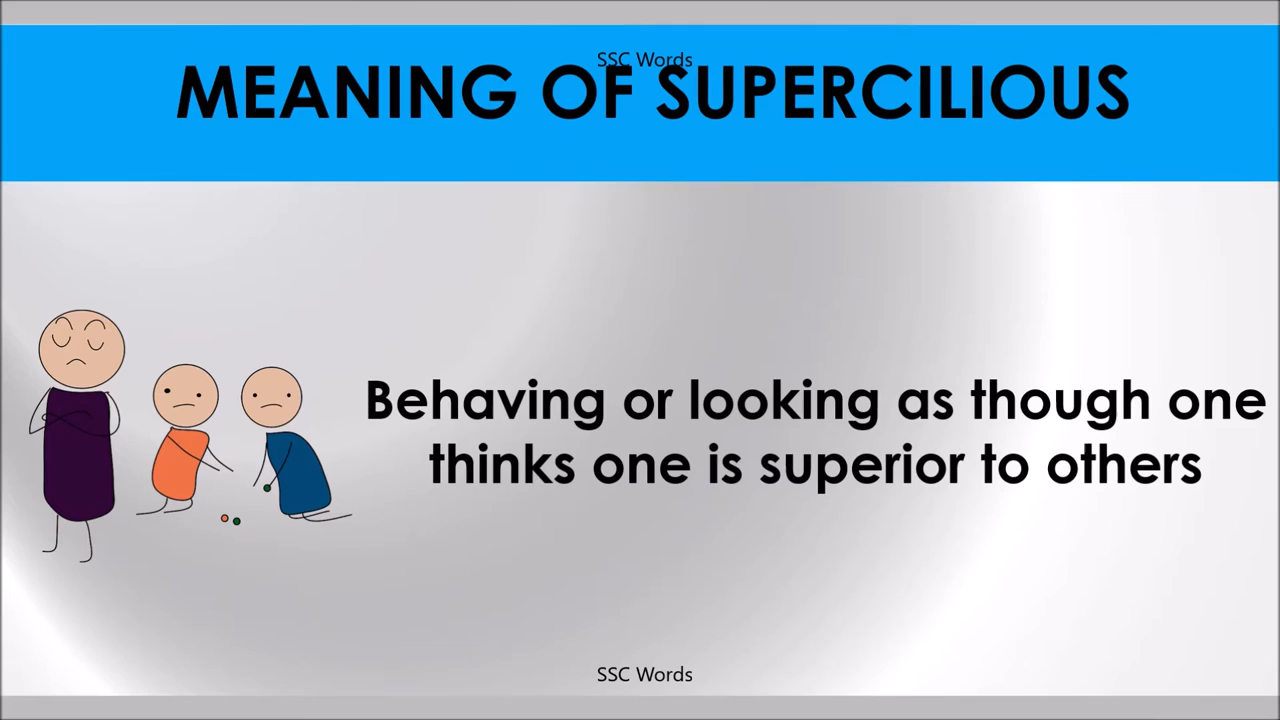 SSC Words
MEANING OF SUPERCILIOUS
Behaving or looking as though one
thinks one is superior to others
SSC Words